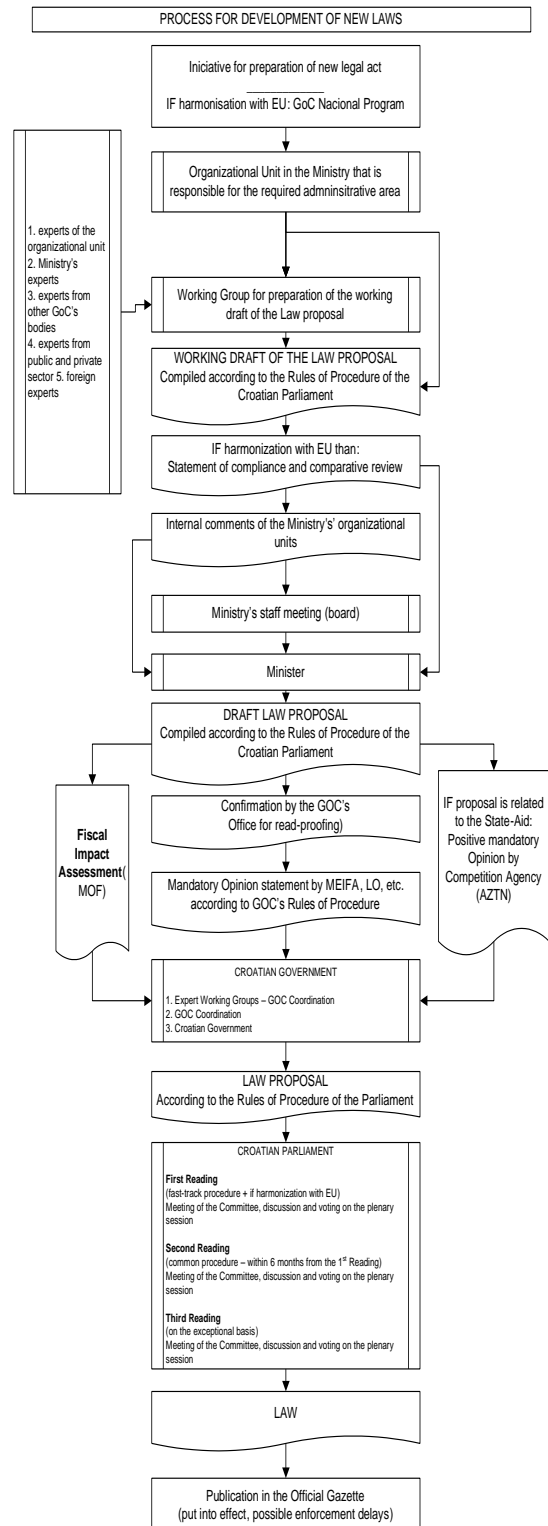 PROCESS FOR DEVELOPMENT OF NEW LAWS
Iniciative for preparation of new legal act
____________
IF harmonisation with EU: GoC Nacional Program
Organizational Unit in the Ministry that is
responsible for the required admninsitrative area
1. experts of the
organizational unit
2. Ministry's
experts
3. experts from
other GoC's
bodies
4. experts from
public and private
sector 5. foreign
experts
Working Group for preparation of the working
draft of the Law proposal
WORKING DRAFT OF THE LAW PROPOSAL
Compiled according to the Rules of Procedure of the
Croatian Parliament
IF harmonization with EU than:
Statement of compliance and comparative review
Internal comments of the Ministry's' organizational
units
Ministry's staff meeting (board)
Minister
DRAFT LAW PROPOSAL
Compiled according to the Rules of Procedure of the
Croatian Parliament
Fiscal
Impact
Assessment(
MOF)
Confirmation by the GOC's
Office for read-proofing)
IF proposal is related
to the State-Aid:
Positive mandatory
Opinion by
Competition Agency
(AZTN)
Mandatory Opinion statement by MEIFA, LO, etc.
according to GOC's Rules of Procedure
CROATIAN GOVERNMENT
1. Expert Working Groups – GOC Coordination
2. GOC Coordination
3. Croatian Government
LAW PROPOSAL
According to the Rules of Procedure of the Parliament
CROATIAN PARLIAMENT
First Reading
(fast-track procedure + if harmonization with EU)
Meeting of the Committee, discussion and voting on the plenary
session
Second Reading
(common procedure – within 6 months from the 1st Reading)
Meeting of the Committee, discussion and voting on the plenary
session
Third Reading
(on the exceptional basis)
Meeting of the Committee, discussion and voting on the plenary
session
LAW
Publication in the Official Gazette
(put into effect, possible enforcement delays)